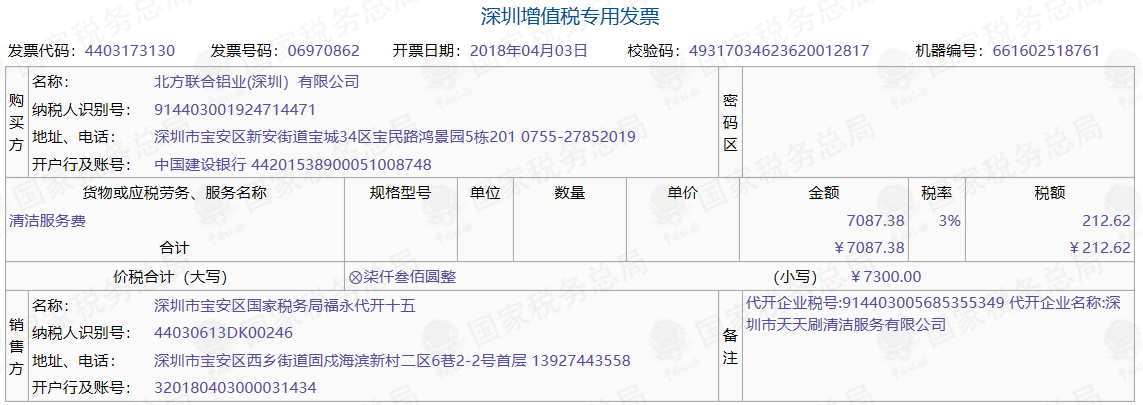 深圳增值税专用发票
发票代码：4403173130 发票号码：06970862 开票日期：2018年04月03日 校验码：49317034623620012817 机器编号：661602518761
购买方
名称： 北方联合铝业(深圳）有限公司
纳税人识别号： 914403001924714471
地址、电话： 深圳市宝安区新安街道宝城34区宝民路鸿景园5栋201 0755-27852019
开户行及账号： 中国建设银行 44201538900051008748
密码区
货物或应税劳务、服务名称 规格型号 单位 数量 单价 金额 税率 税额
清洁服务费 7087.38 3% 212.62
合计 ￥7087.38 ￥212.62
价税合计（大写） ⊗柒仟叁佰圆整 (小写） ￥7300.00
销售方
名称： 深圳市宝安区国家税务局福永代开十五
纳税人识别号： 44030613DK00246
地址、电话： 深圳市宝安区西乡街道固戍海滨新村二区6巷2-2号首层 13927443558
开户行及账号： 320180403000031434
备注
代开企业税号:914403005685355349 代开企业名称:深
圳市天天刷清洁服务有限公司
国家税务总局